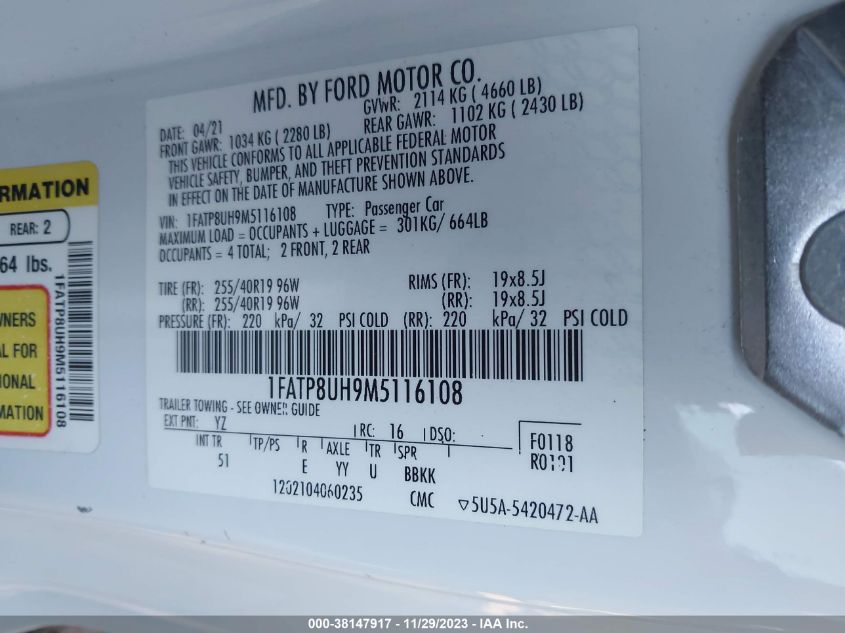 RMATION
REAR: 2
64 lbs.
WNERS
AL FOR
IONAL
MATION
1FATP8UH9M5116108
MFD. BY FORD MOTOR CO.
DATE: 04/21 GVWR: 2114 KG ( 4660 LB)
FRONT GAWR: 1034 KG ( 2280 LB) REAR GAWR: 1102 KG ( 2430 LB)
THIS VEHICLE CONFORMS TO ALL APPLICABLE FEDERAL MOTOR
VEHICLE SAFETY, BUMPER, AND THEFT PREVENTION STANDARDS
IN EFFECT ON THE DATE OF MANUFACTURE SHOWN ABOVE.
VIN: 1FATP8UH9M5116108 TYPE: Passenger Car
MAXIMUM LOAD = OCCUPANTS + LUGGAGE = 301KG/ 664LB
OCCUPANTS = 4 TOTAL; 2 FRONT, 2 REAR
TIRE (FR): 255/40R19 96W RIMS (FR): 19x8.5J
(RR): 255/40R19 96W (RR): 19x8.5J
PRESSURE (FR): 220 kPa/ 32 PSI COLD (RR): 220 kPa/ 32 PSI COLD
1FATP8UH9M5116108
TRAILER TOWING - SEE OWNER GUIDE
EXT PNT: YZ RC: 16 DSO: F0118
INT TR TP/PS R AXLE TR SPR
51 E YY U BBKK
1202104060235 CMC ▽5U5A-5420472-AA
000-38147917 - 11/29/2023 - IAA Inc.